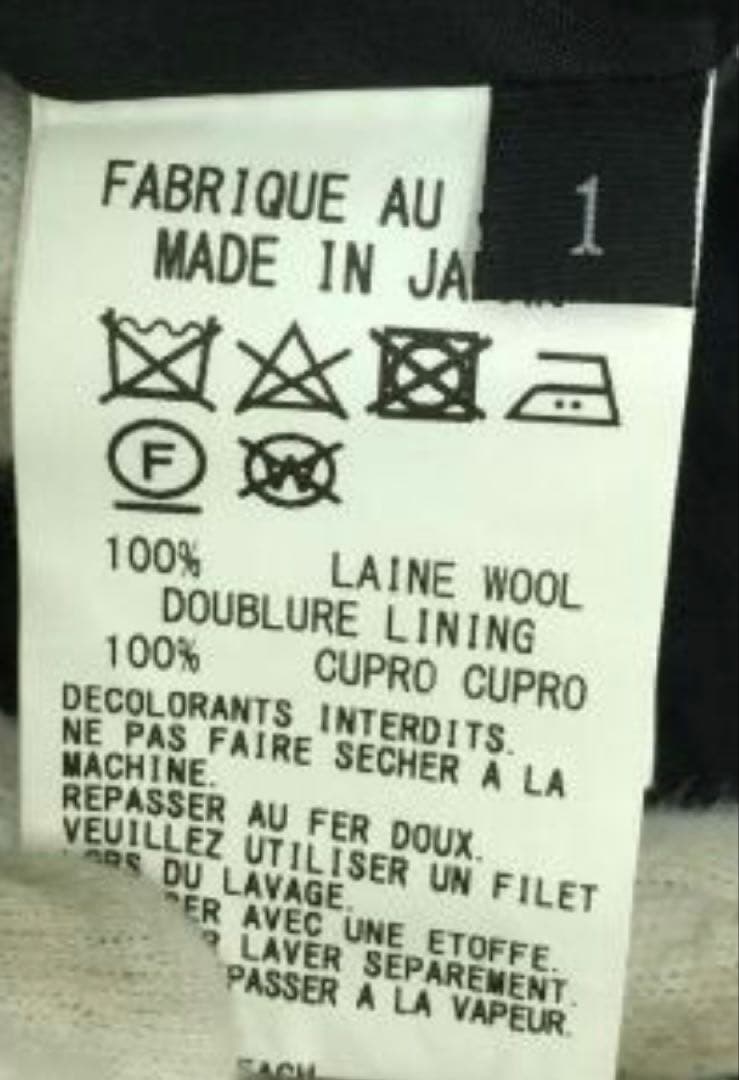 FABRIQUE AU
1
MADE IN
F
W
100% LAINE WOOL
DOUBLURE LINING
100% CUPRO CUPRO
DECOLORANTS INTERDITS.
NE PAS FAIRE SECHER A LA
MACHINE.
REPASSER AU FER DOUX.
VEUILLEZ UTILISER UN FILET
DU LAVAGE.
AVEC UNE ETOFFE.
LAVER SEPAREMENT.
A LA VAPEUR.